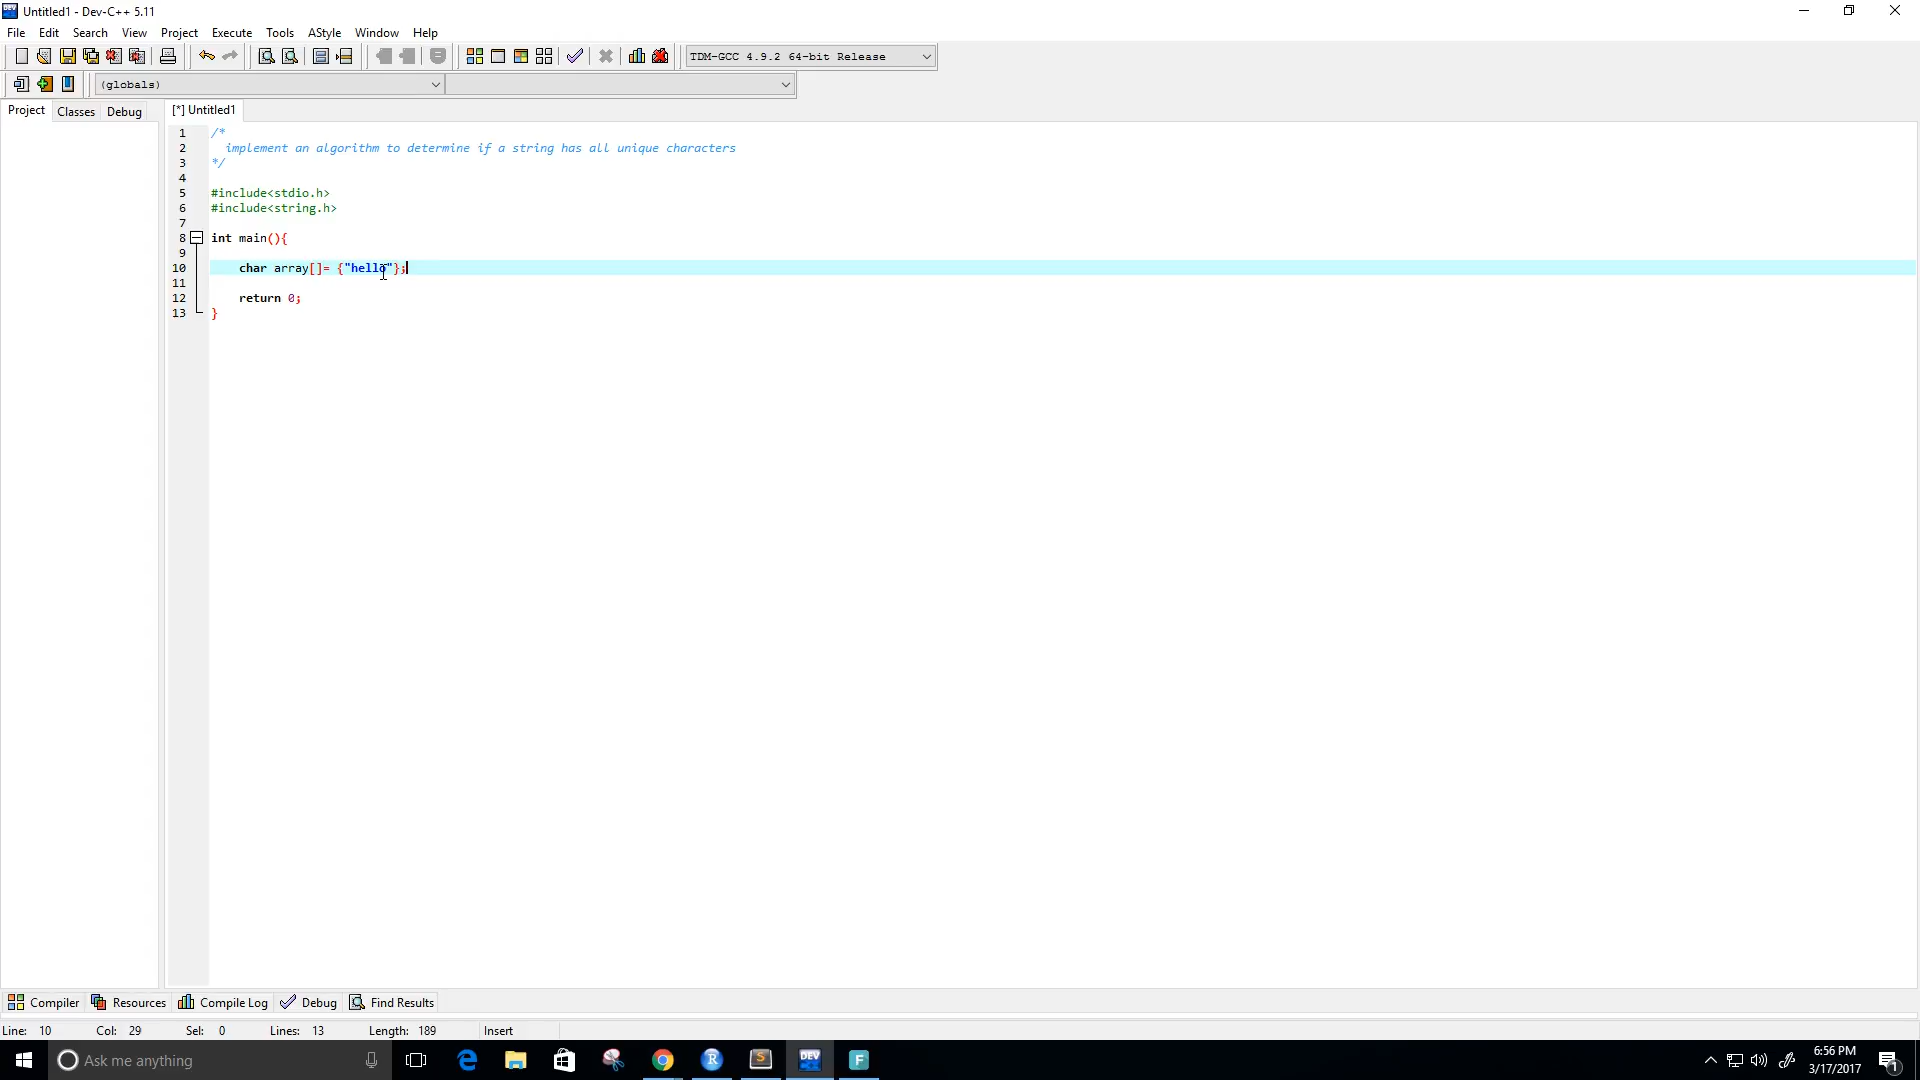 Untitled1 - Dev-C++ 5.11
File Edit Search View Project Execute Tools AStyle Window Help
TDM-GCC 4.9.2 64-bit Release
(globals)
Project Classes Debug [*] Untitled1
1 /*
2 implement an algorithm to determine if a string has all unique characters
3 */
4
5 #include<stdio.h>
6 #include<string.h>
7
8 int main(){
9
10 char array[]= {"hello"};
11
12 return 0;
13 }
Compiler Resources Compile Log Debug Find Results
Line: 10 Col: 29 Sel: 0 Lines: 13 Length: 189 Insert
Ask me anything
6:56 PM
3/17/2017